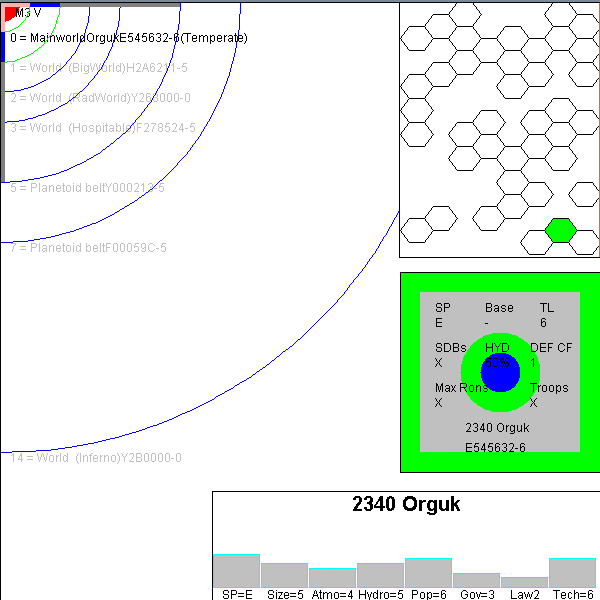 M3 V
0 = MainworldOrgukE545632-6(Temperate)
1 = World  (BigWorld)H2A6211-5
2 = World  (RadWorld)Y263000-0
3 = World  (Hospitable)F278524-5
5 = Planetoid beltY000213-5
7 = Planetoid beltF00059C-5
14 = World  (Inferno)Y2B0000-0
SP Base TL
E - 6
SDBs HYD DEF CF
X 50% 1
Max Rons Troops
X X
2340 Orguk
E545632-6
2340 Orguk
SP=E Size=5 Atmo=4 Hydro=5 Pop=6 Gov=3 Law2 Tech=6